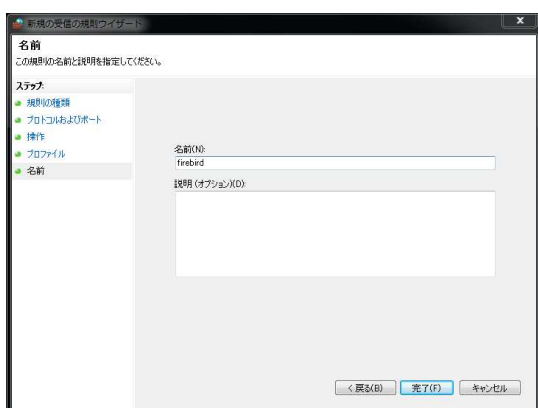 新規の受信の規則ウィザード
名前
この規則の名前と説明を指定してください。
ステップ:
規則の種類
プロトコルおよびポート
操作
プロファイル
名前
名前(N):
firebird
説明 (オプション)(D):
< 戻る(B)
完了(F)
キャンセル